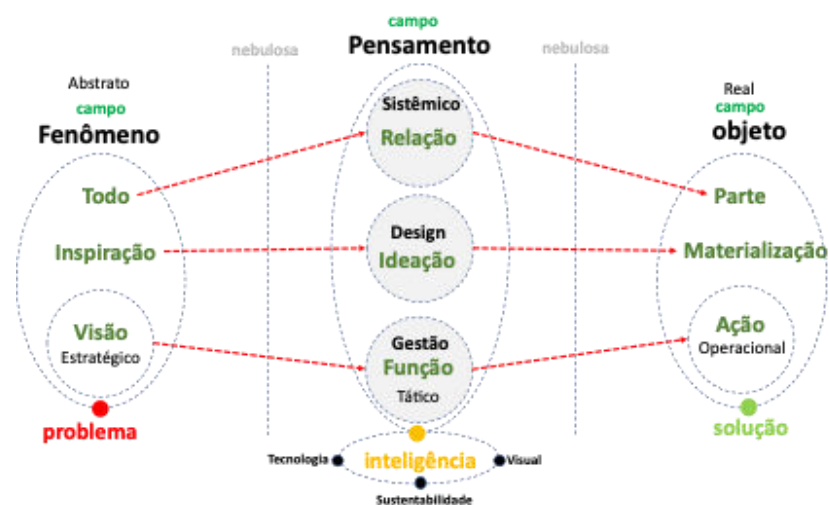 campo
Pensamento
nebulosa
nebulosa
Abstrato
campo
Fenômeno
Real
campo
objeto
Sistêmico
Relação
Todo
Parte
Design
Ideação
Inspiração
Materialização
Visão
Estratégico
Gestão
Função
Tático
Ação
Operacional
problema
solução
inteligência
Tecnologia
Visual
Sustentabilidade